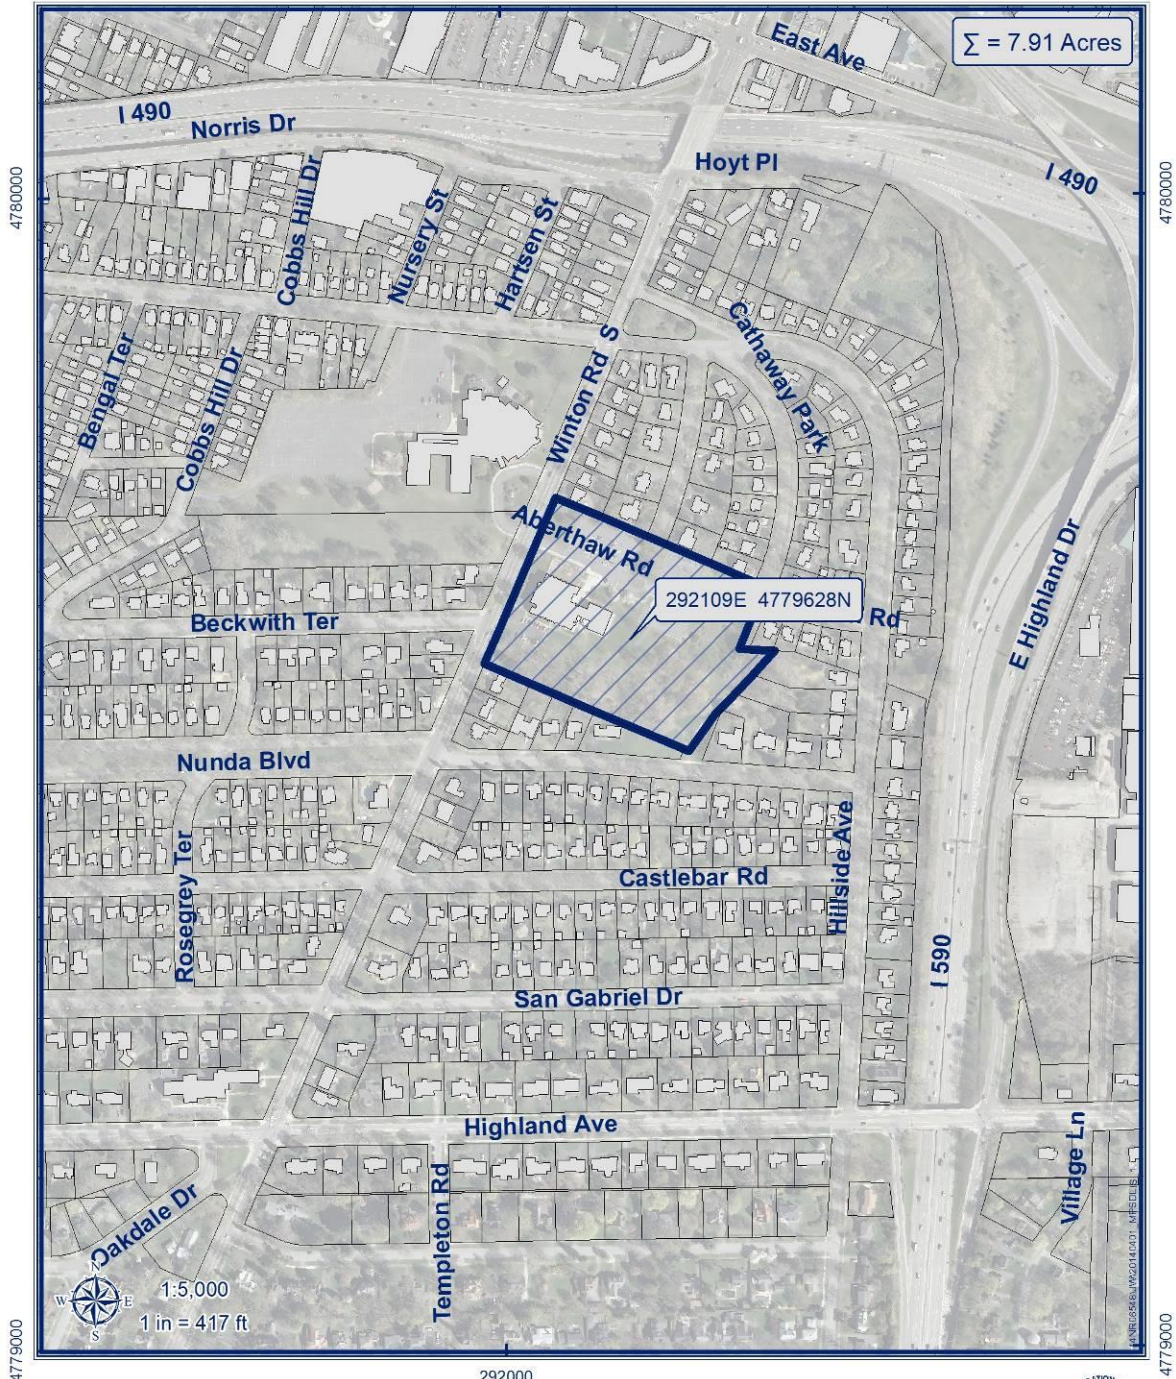 East Ave
Σ = 7.91 Acres
I 490
Norris Dr
Hoyt Pl
I 490
4780000
4780000
Cobbs Hill Dr
Nursery St
Hartsen St
Cathaway Park
Winton Rd S
Bengal Ter
Cobbs Hill Dr
Aberthaw Rd
292109E 4779628N
Rd
E Highland Dr
Beckwith Ter
Nunda Blvd
Rosegrey Ter
Castlebar Rd
Hillside Ave
I 590
San Gabriel Dr
Highland Ave
Village Ln
Templeton Rd
Oakdale Dr
N
W
E
S
1:5,000
1 in = 417 ft
4779000
4779000
292000